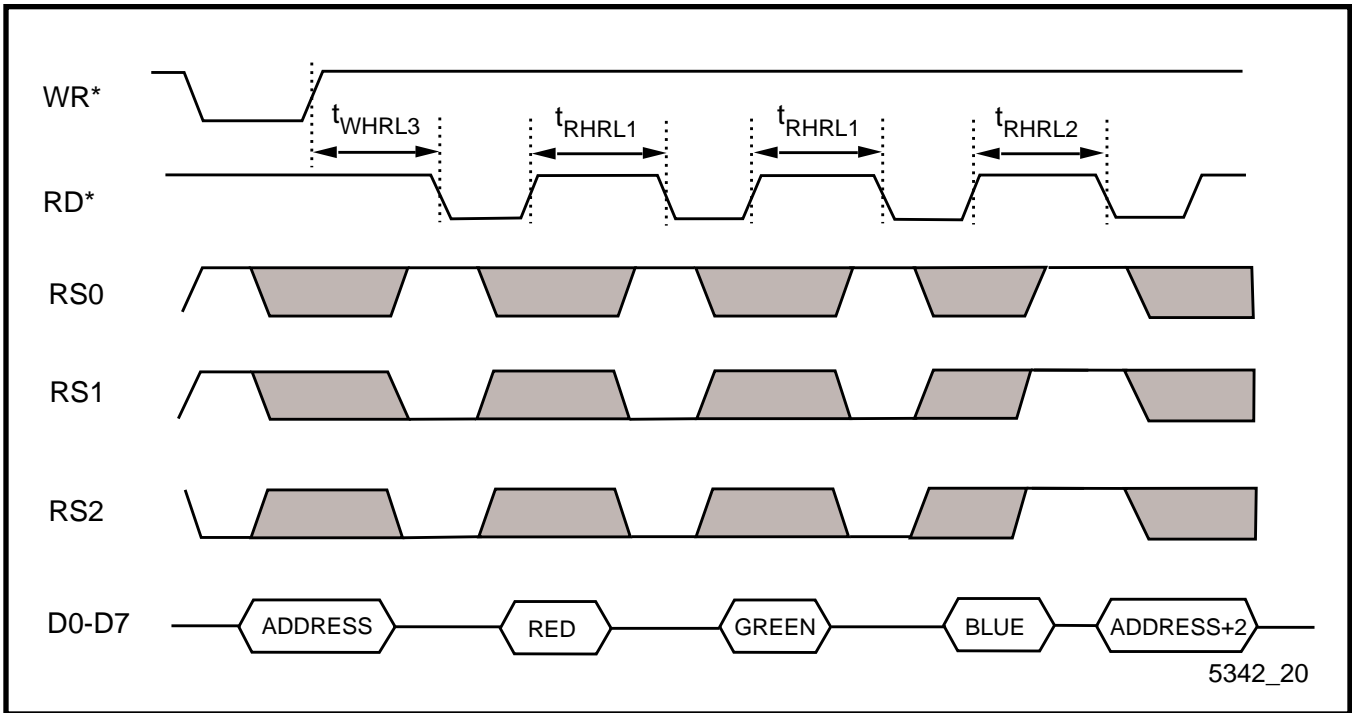 WR*
tWHRL3
tRHRL1
tRHRL1
tRHRL2
RD*
RS0
RS1
RS2
D0-D7
ADDRESS
RED
GREEN
BLUE
ADDRESS+2
5342_20